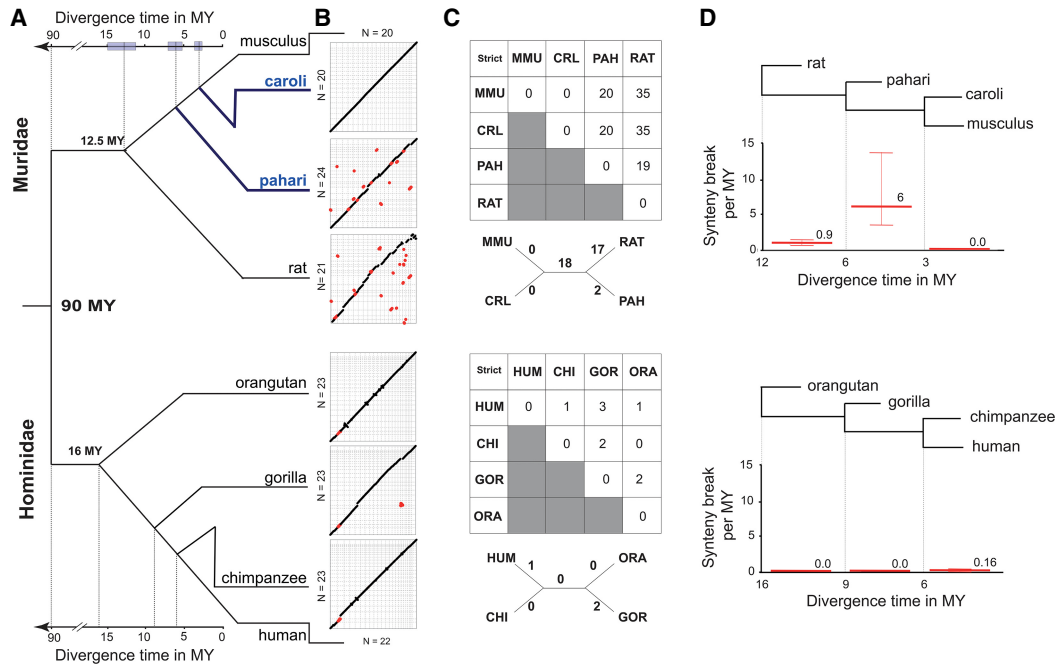 A
Divergence time in MY
90 15 10 5 0
Muridae
12.5 MY
musculus
caroli
pahari
rat
90 MY
Hominidae
16 MY
orangutan
gorilla
chimpanzee
human
90 15 10 5 0
Divergence time in MY
B
N = 20
N = 20
N = 24
N = 21
N = 23
N = 23
N = 23
N = 22
C
Strict MMU CRL PAH RAT
MMU 0 0 20 35
CRL 0 20 35
PAH 0 19
RAT 0
MMU 0 17 RAT
18
CRL 0 2 PAH
Strict HUM CHI GOR ORA
HUM 0 1 3 1
CHI 0 2 0
GOR 0 2
ORA 0
HUM 1 0 ORA
0
CHI 0 2 GOR
D
rat
pahari
caroli
musculus
Synteny break
per MY
15
10
5
0
0.9
6
0.0
12 6 3
Divergence time in MY
orangutan
gorilla
chimpanzee
human
Synteny break
per MY
15
10
5
0
0.0
0.0
0.16
16 9 6
Divergence time in MY